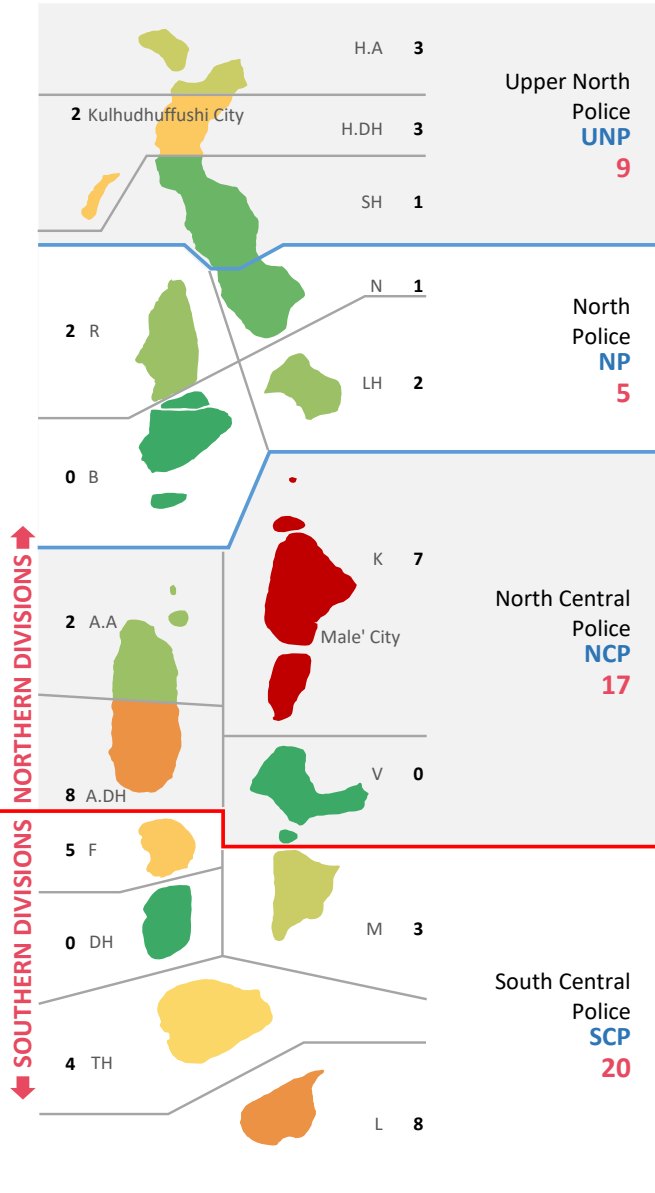 H.A 3
2 Kulhudhuffushi City
H.DH 3
SH 1
Upper North
Police
UNP
9
N 1
2 R
LH 2
0 B
North
Police
NP
5
K 7
Male' City
2 A.A
V 0
8 A.DH
North Central
Police
NCP
17
NORTHERN DIVISIONS
SOUTHERN DIVISIONS
5 F
M 3
0 DH
4 TH
L 8
South Central
Police
SCP
20